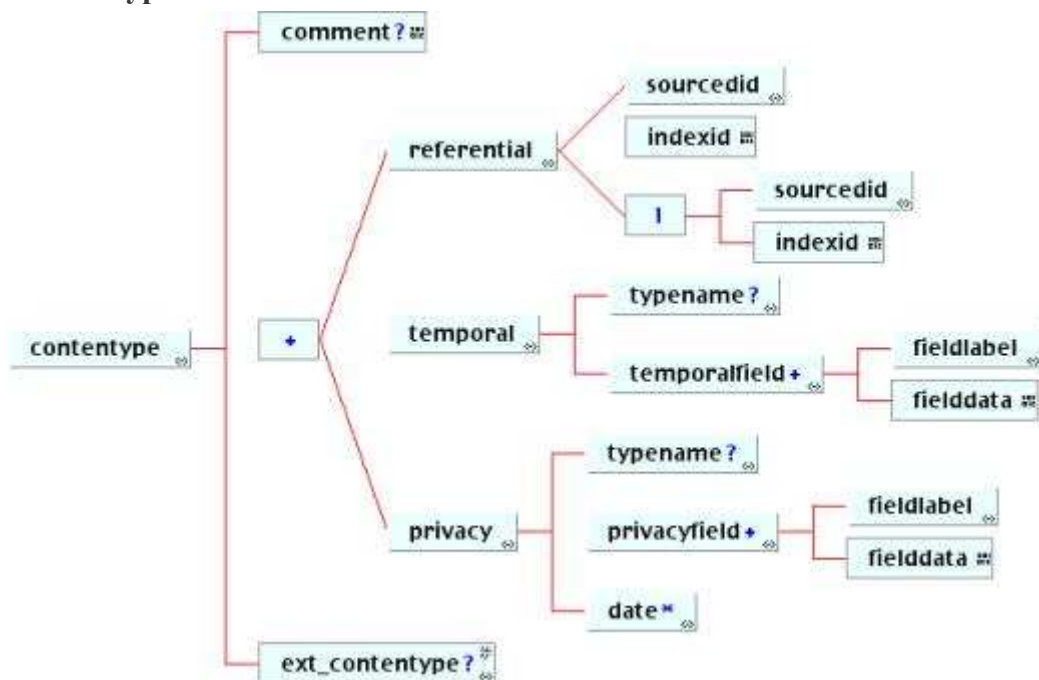 comment?
sourcedid
referential
indexid
sourcedid
indexid
typename?
contentype
+
temporal
fieldlabel
temporalfield+
fielddata
typename?
privacy
privacyfield+
fieldlabel
fielddata
date*
ext_contentype?